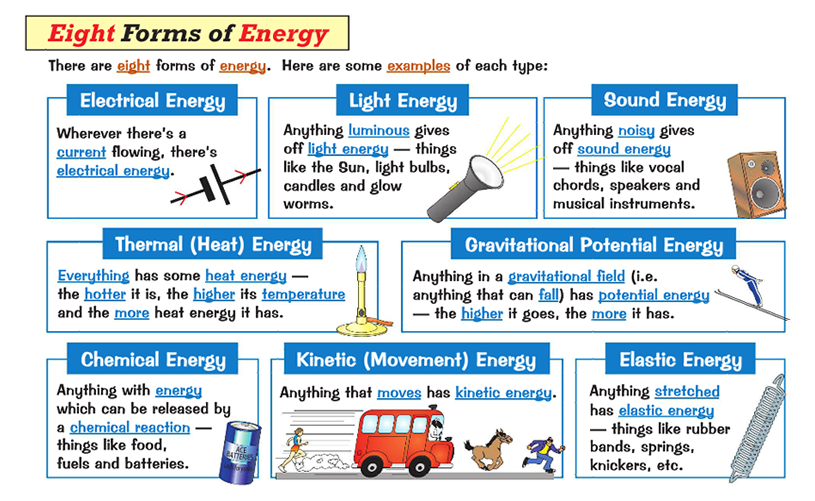 Eight Forms of Energy
There are eight forms of energy. Here are some examples of each type:
Electrical Energy
Wherever there's a
current flowing, there's
electrical energy.
Light Energy
Anything luminous gives
off light energy — things
like the Sun, light bulbs,
candles and glow
worms.
Sound Energy
Anything noisy gives
off sound energy
— things like vocal
chords, speakers and
musical instruments.
Thermal (Heat) Energy
Everything has some heat energy —
the hotter it is, the higher its temperature
and the more heat energy it has.
Gravitational Potential Energy
Anything in a gravitational field (i.e.
anything that can fall) has potential energy
— the higher it goes, the more it has.
Chemical Energy
Anything with energy
which can be released by
a chemical reaction —
things like food,
fuels and batteries.
ACE
BATTERIES
Kinetic (Movement) Energy
Anything that moves has kinetic energy.
Elastic Energy
Anything stretched
has elastic energy
— things like rubber
bands, springs,
knickers, etc.